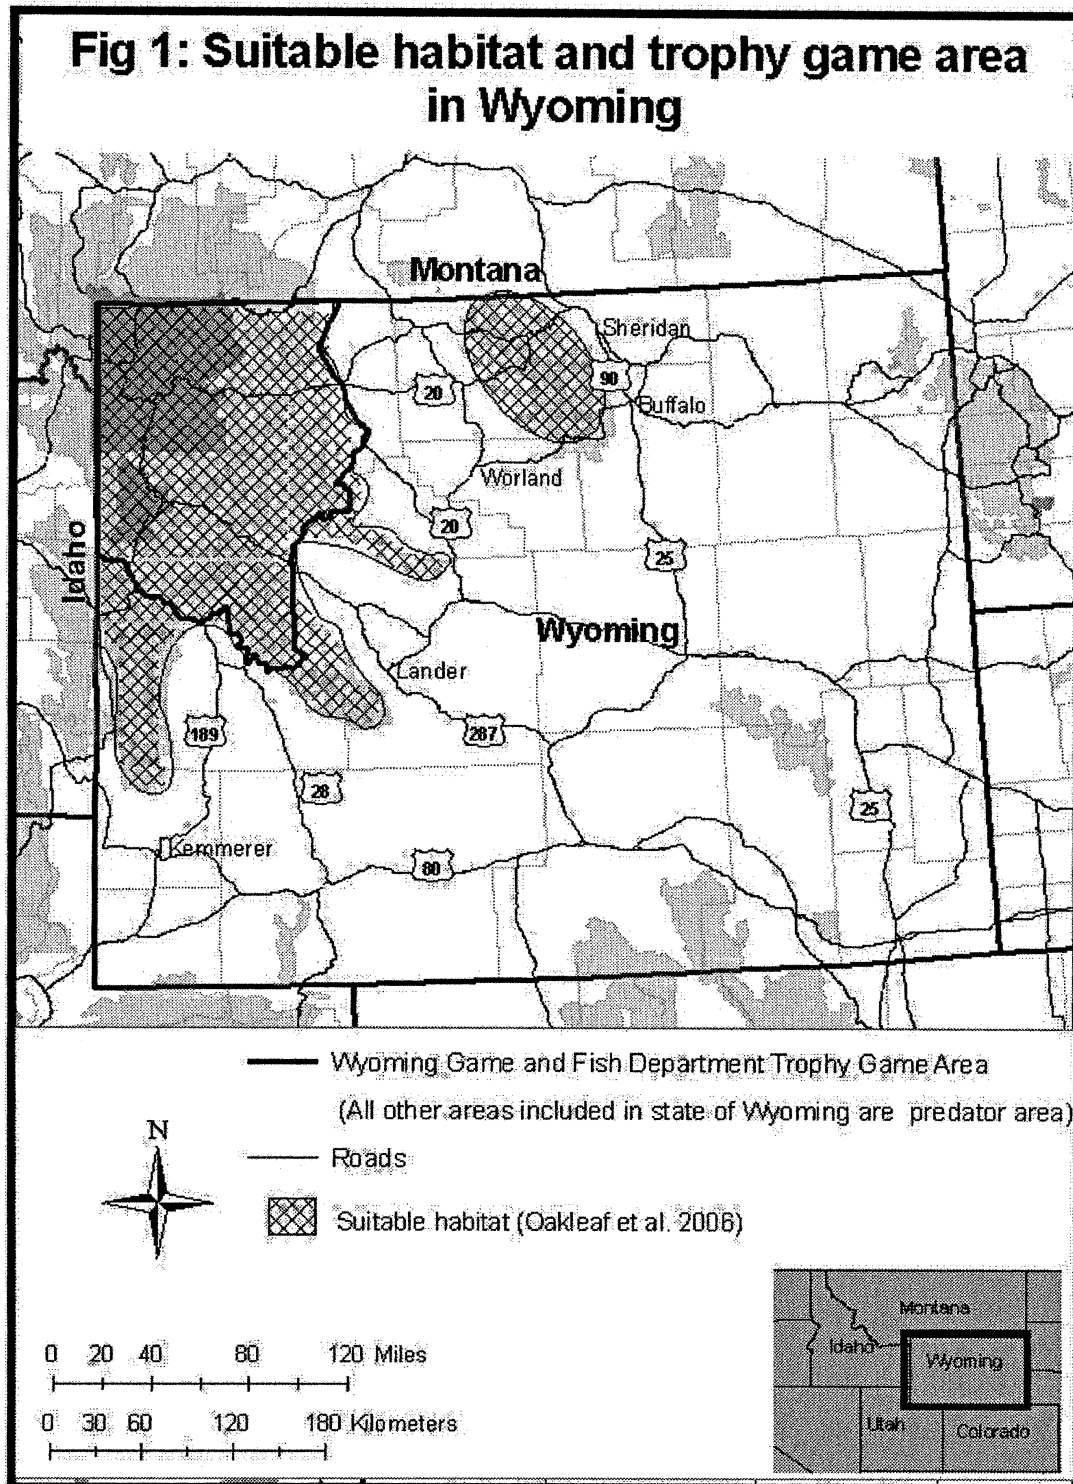 Fig 1: Suitable habitat and trophy game area
in Wyoming
Montana
Sheridan
90
20
Buffalo
Worland
20
25
Idaho
Wyoming
Lander
189
287
28
25
Kemmerer
80
Wyoming Game and Fish Department Trophy Game Area
(All other areas included in state of Wyoming are predator area)
N
Roads
Suitable habitat (Oakleaf et al. 2006)
Montana
Idaho
Wyoming
Utah
Colorado
0 20 40 80 120 Miles
0 30 60 120 180 Kilometers